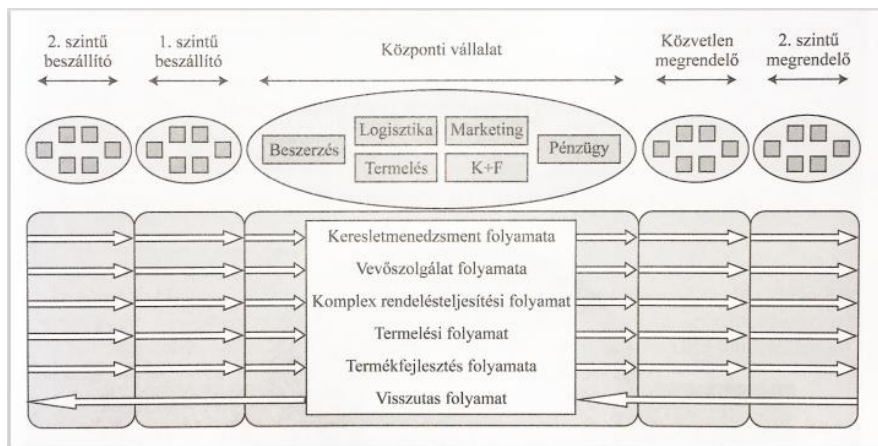 2. szintű
beszállító
1. szintű
beszállító
Központi vállalat
Közvetlen
megrendelő
2. szintű
megrendelő
Beszerzés
Logisztika
Marketing
Termelés
K+F
Pénzügy
Keresletmenedzsment folyamata
Vevőszolgálat folyamata
Komplex rendelésteljesítési folyamat
Termelési folyamat
Termékfejlesztés folyamata
Visszutas folyamat